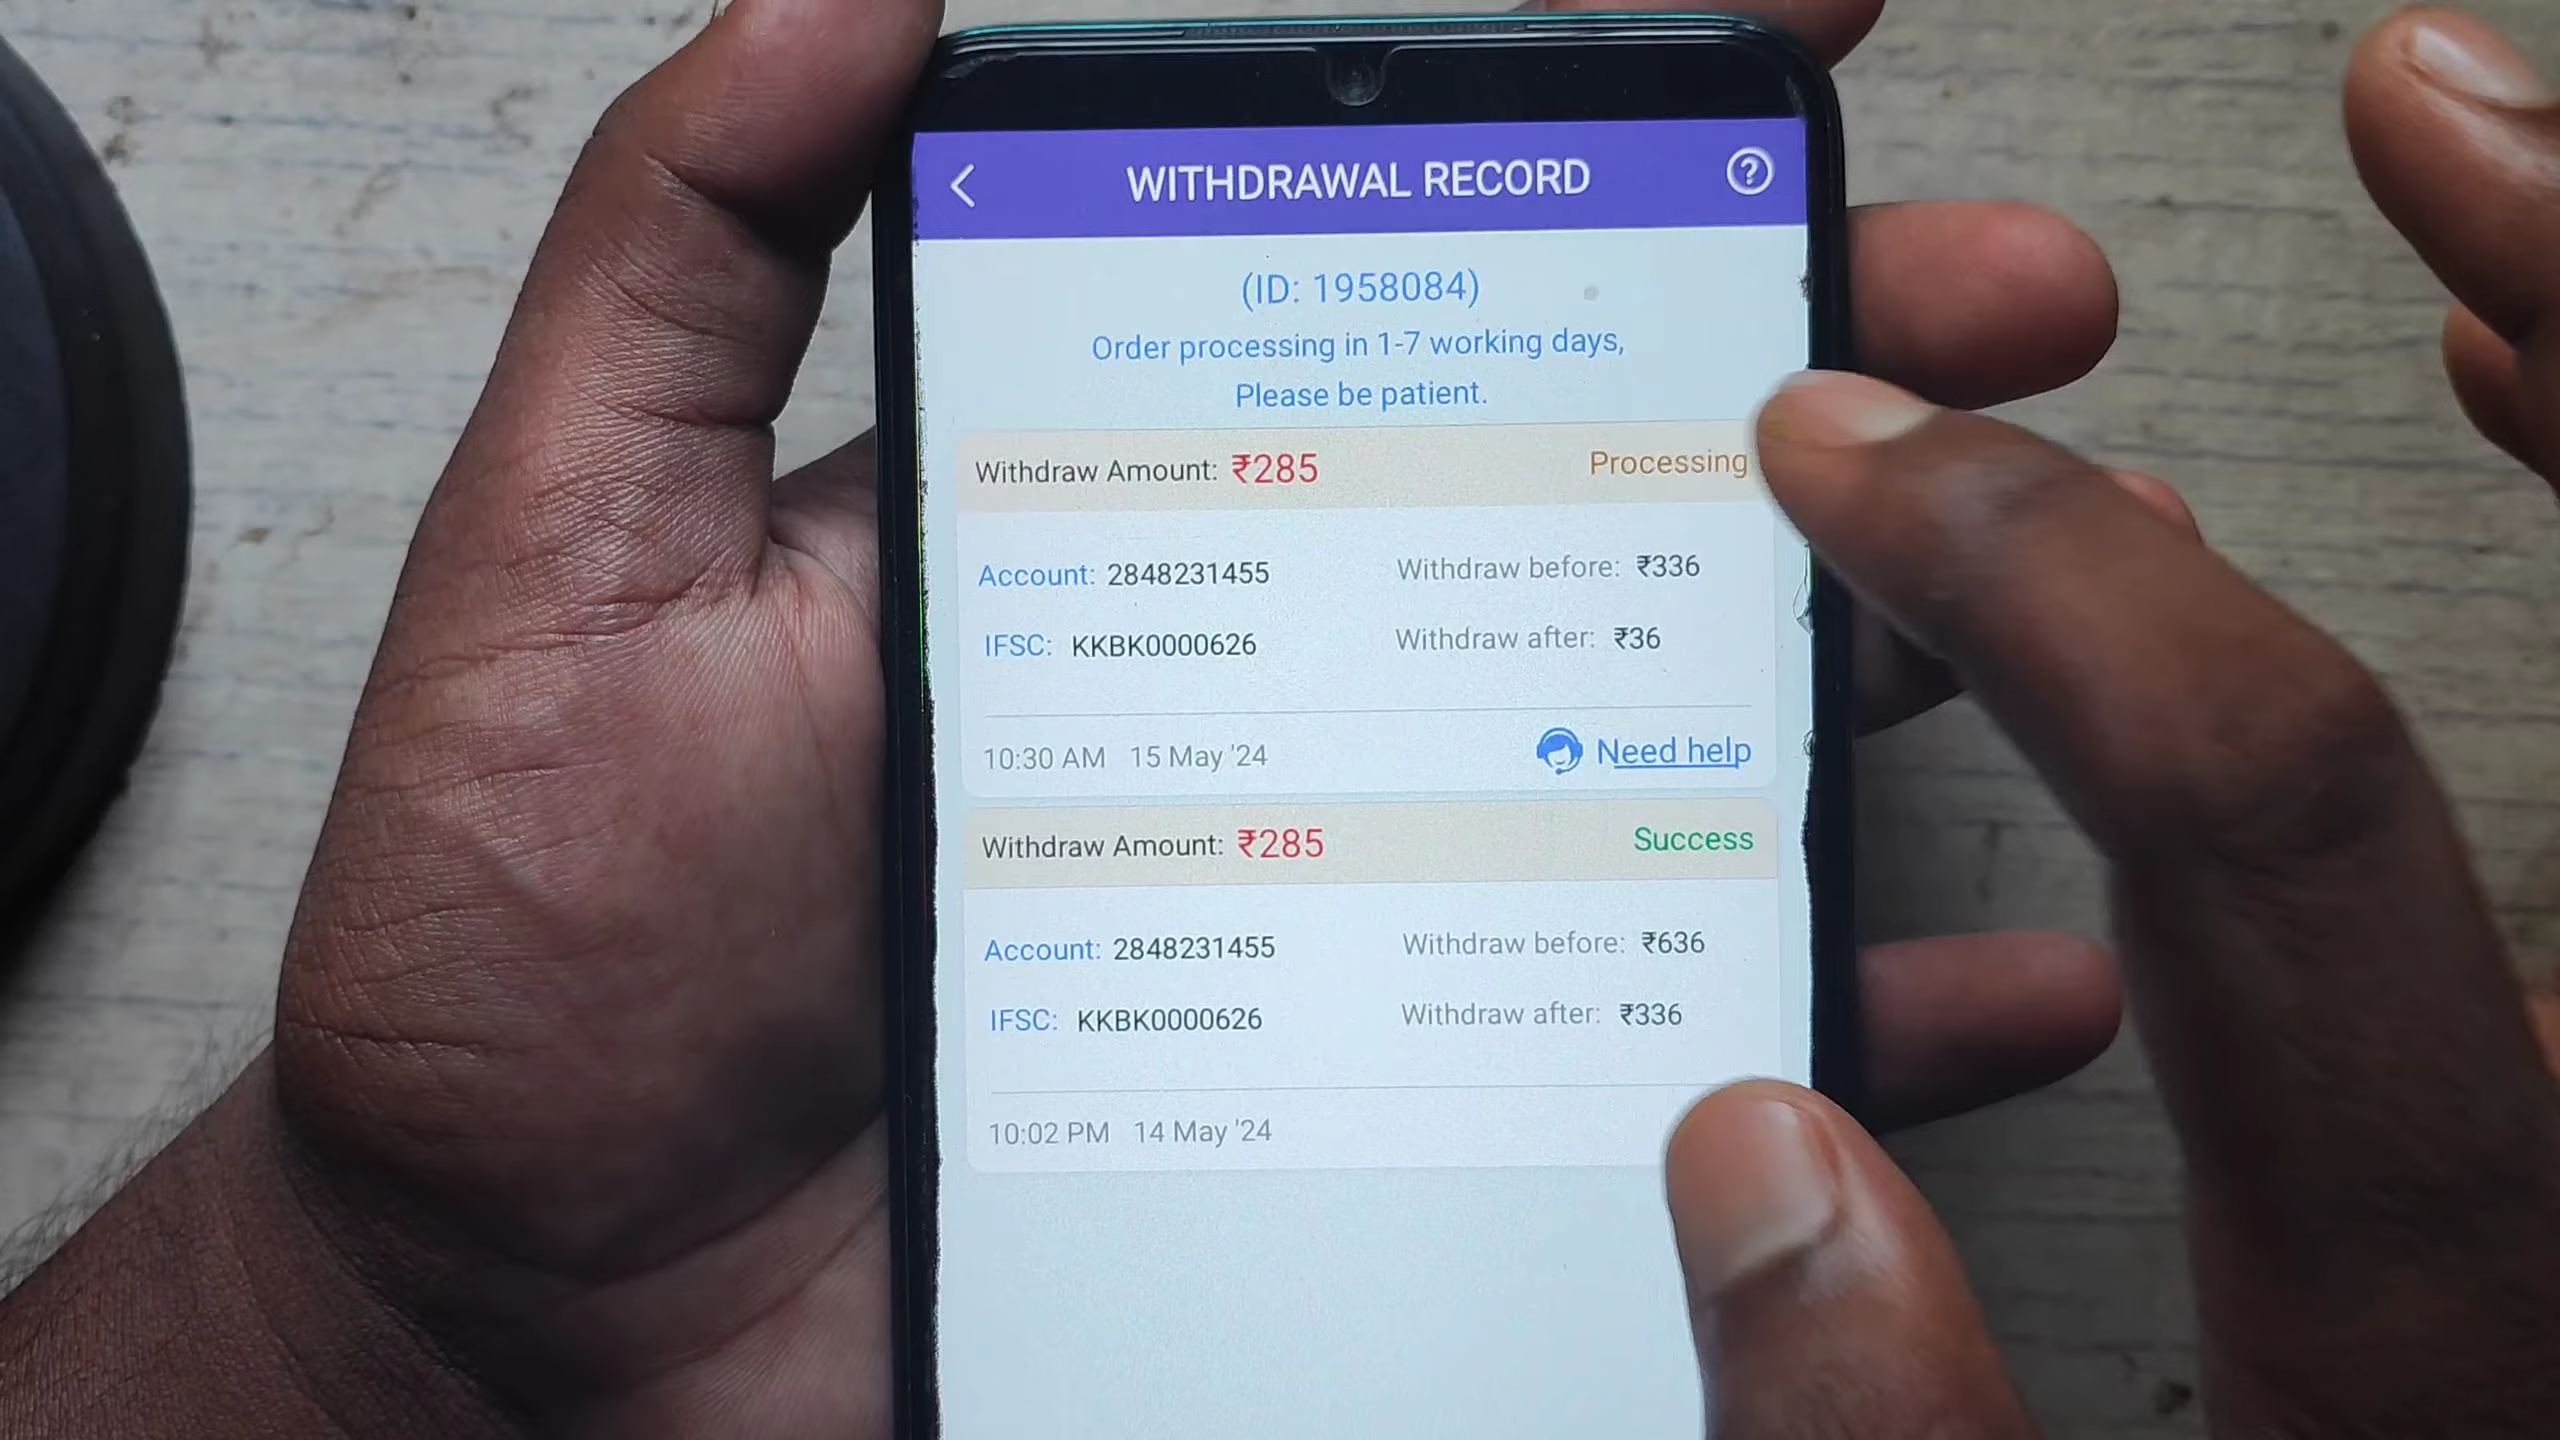 WITHDRAWAL RECORD
(ID: 1958084)
Order processing in 1-7 working days,
Please be patient.
Withdraw Amount: ₹285 Processing
Account: 2848231455 Withdraw before: ₹336
IFSC: KKBK0000626 Withdraw after: ₹36
10:30 AM 15 May '24 Need help
Withdraw Amount: ₹285 Success
Account: 2848231455 Withdraw before: ₹636
IFSC: KKBK0000626 Withdraw after: ₹336
10:02 PM 14 May '24